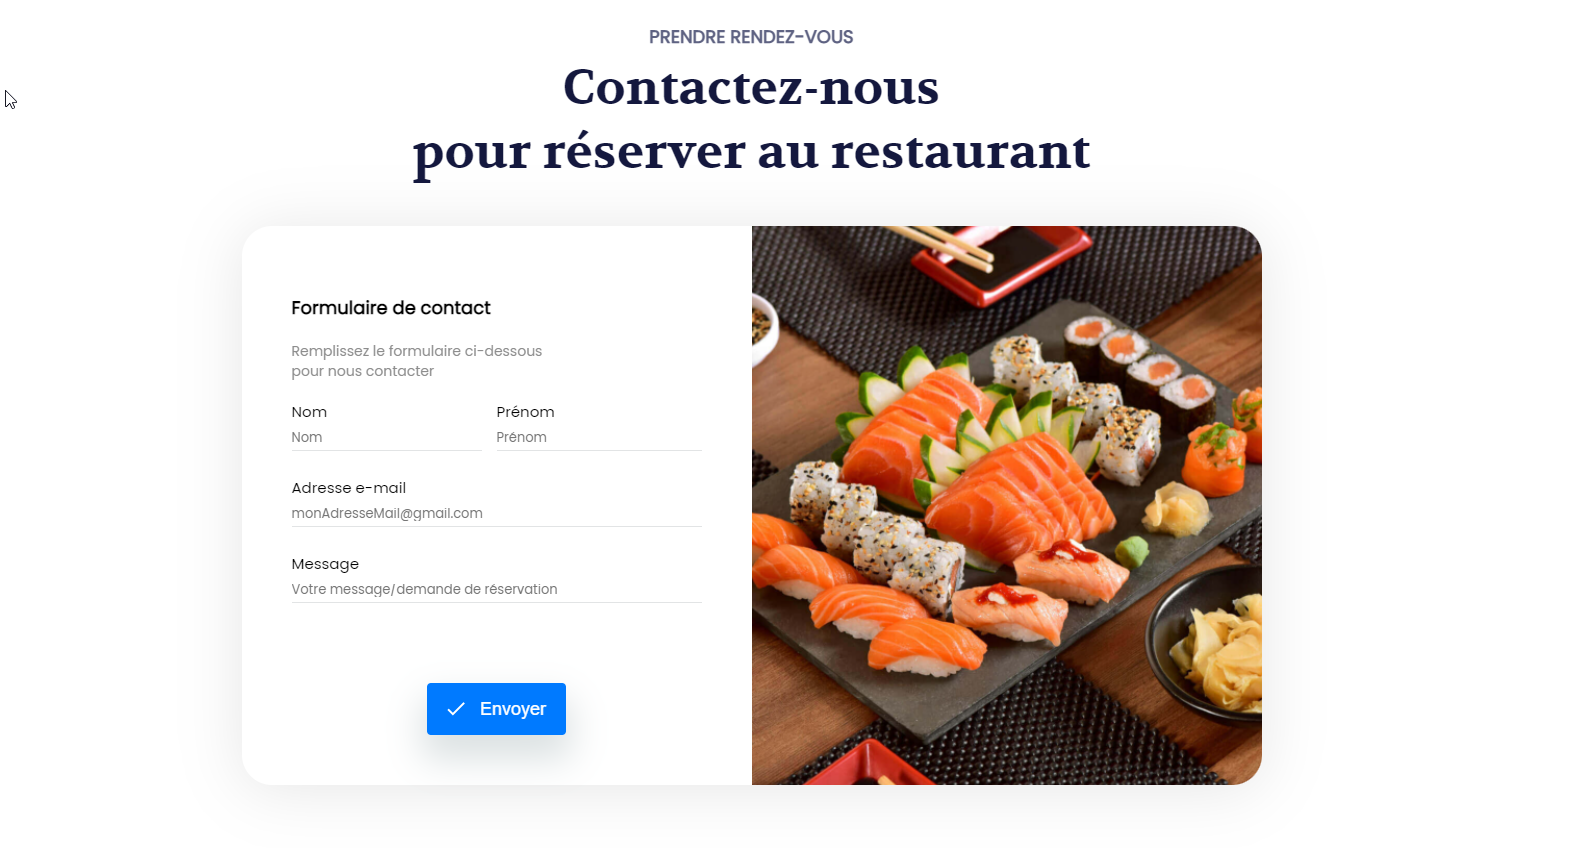 PRENDRE RENDEZ-VOUS
Contactez-nous
pour réserver au restaurant
Formulaire de contact
Remplissez le formulaire ci-dessous
pour nous contacter
Nom Prénom
Nom Prénom
Adresse e-mail
monAdresseMail@gmail.com
Message
Votre message/demande de réservation
Envoyer